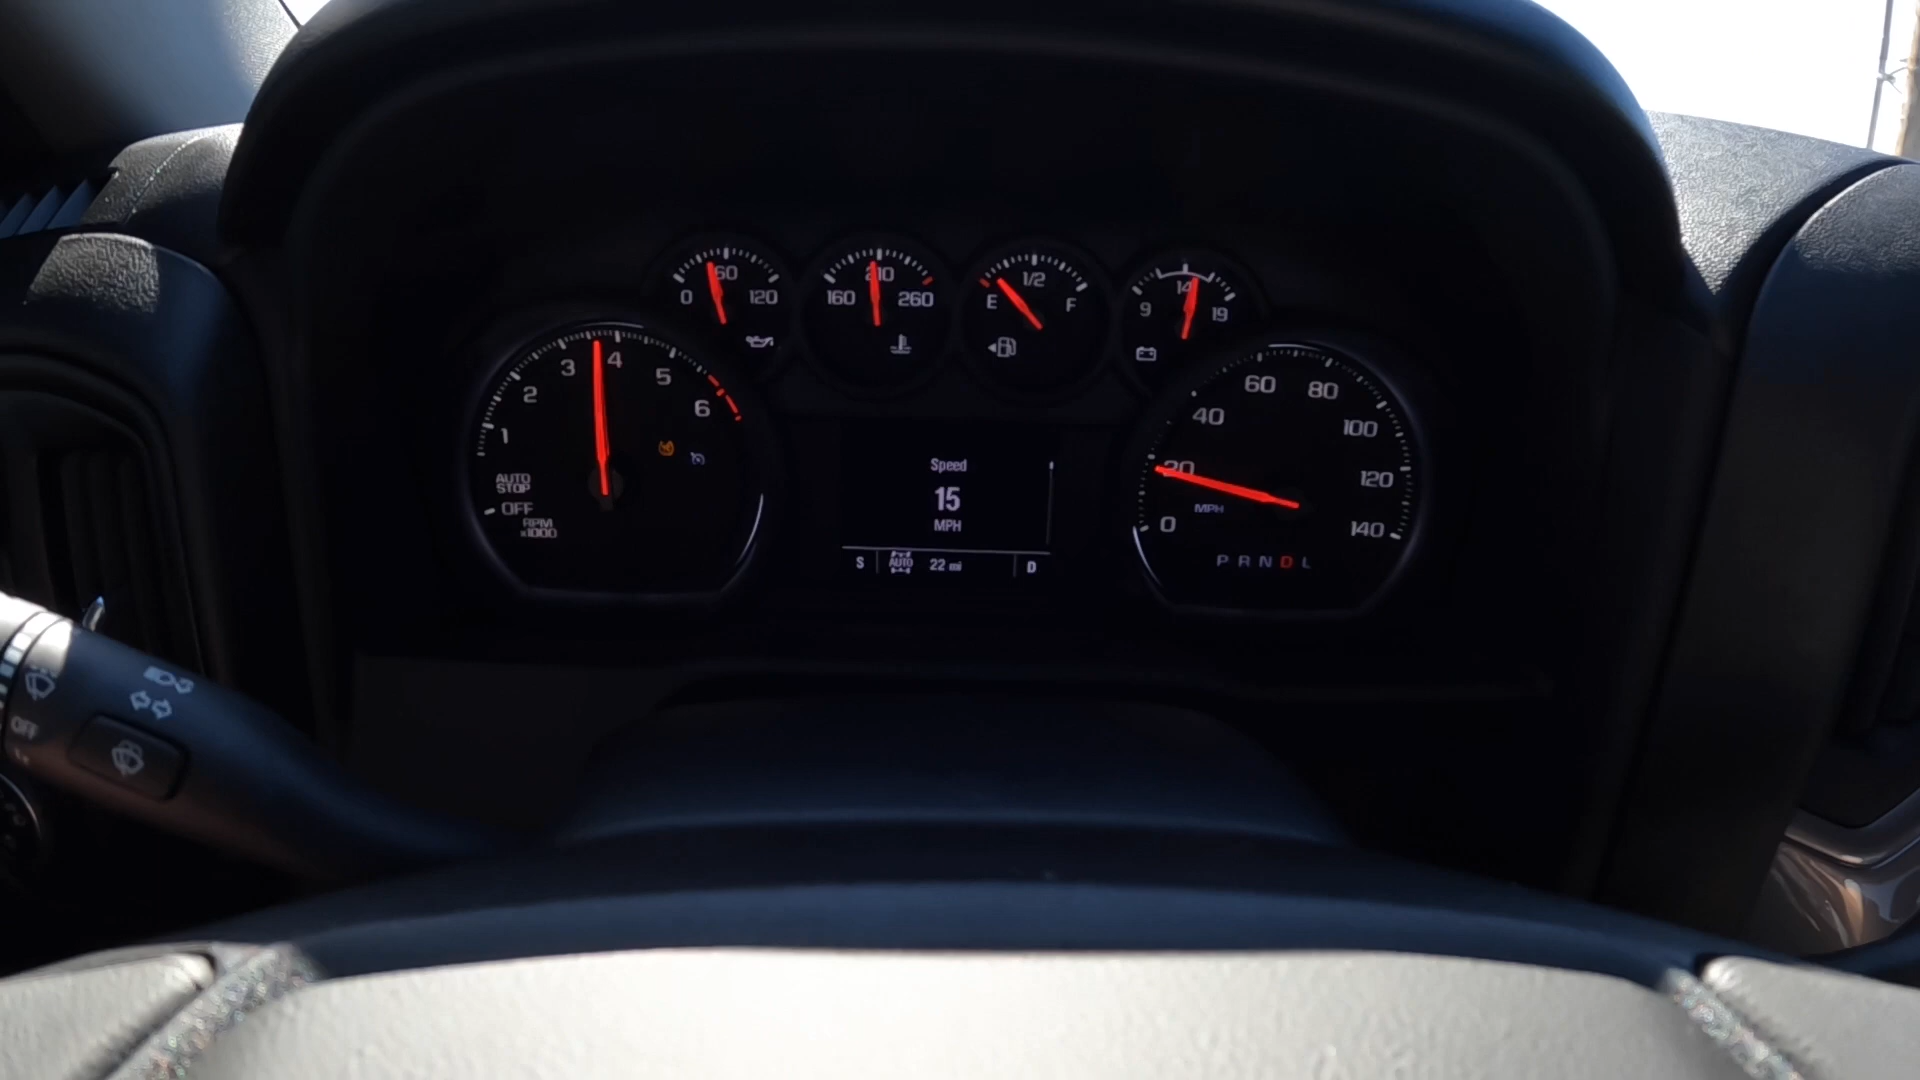 0 60 120
160 210 260
E 1/2 F
9 14 19
1 2 3 4 5 6
AUTO
STOP
OFF
RPM
x1000
Speed
15
MPH
S AUTO 22 mi D
0 20 40 60 80 100 120 140
MPH
P R N D L
OFF